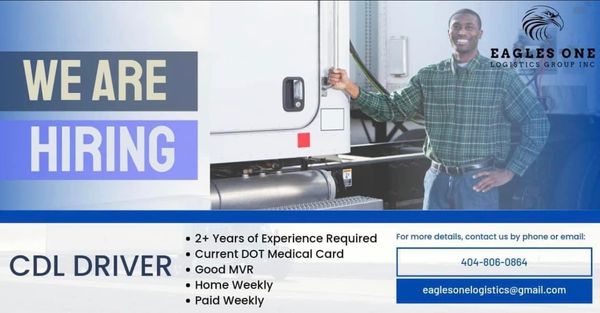 EAGLES ONE
LOGISTICS GROUP INC
WE ARE
HIRING
CDL DRIVER
• 2+ Years of Experience Required
• Current DOT Medical Card
• Good MVR
• Home Weekly
• Paid Weekly
For more details, contact us by phone or email:
404-806-0864
eaglesonelogistics@gmail.com